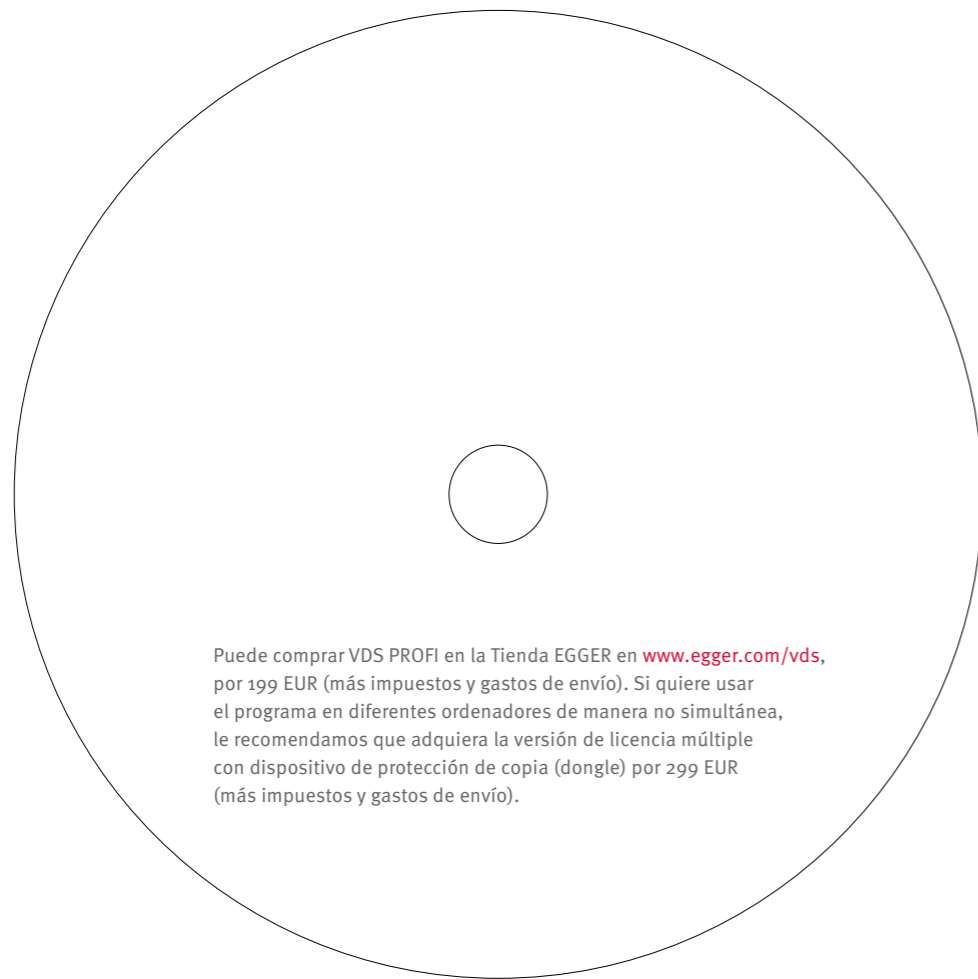 Puede comprar VDS PROFI en la Tienda EGGER en www.egger.com/vds,
por 199 EUR (más impuestos y gastos de envío). Si quiere usar
el programa en diferentes ordenadores de manera no simultánea,
le recomendamos que adquiera la versión de licencia múltiple
con dispositivo de protección de copia (dongle) por 299 EUR
(más impuestos y gastos de envío).